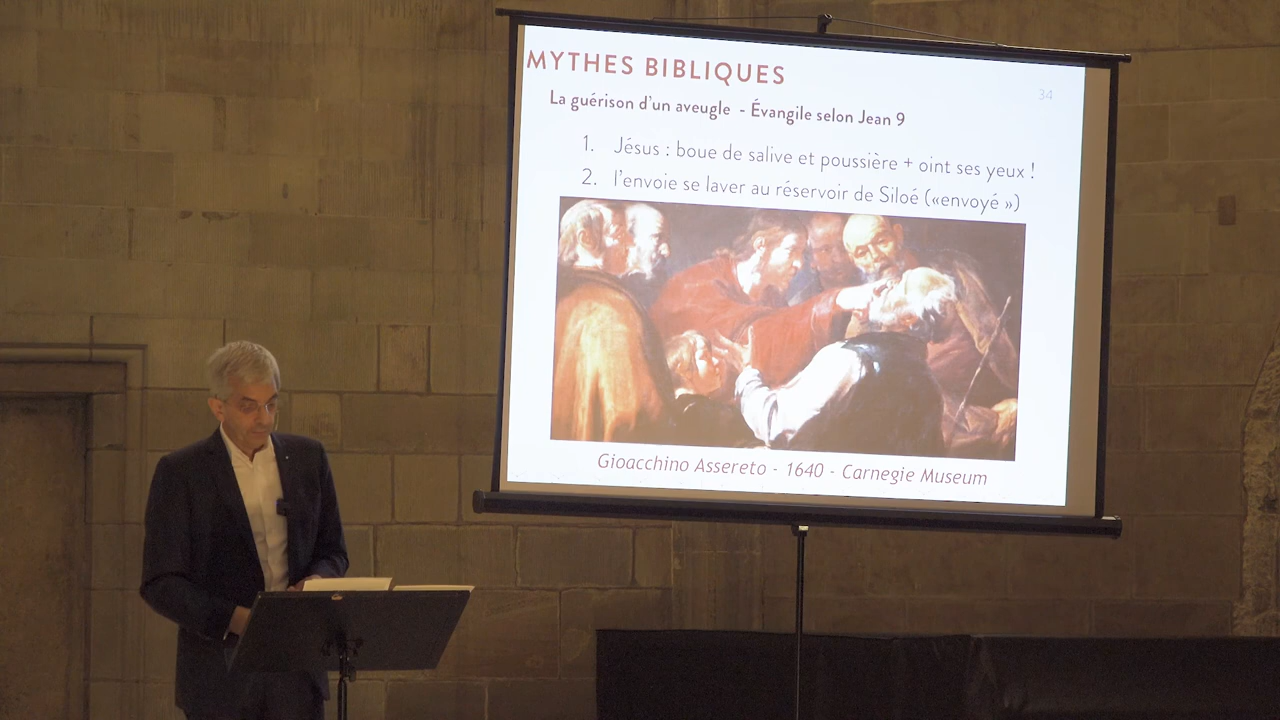 MYTHES BIBLIQUES
34
La guérison d'un aveugle - Évangile selon Jean 9
1. Jésus : boue de salive et poussière + oint ses yeux !
2. l'envoie se laver au réservoir de Siloé («envoyé »)
Gioacchino Assereto - 1640 - Carnegie Museum